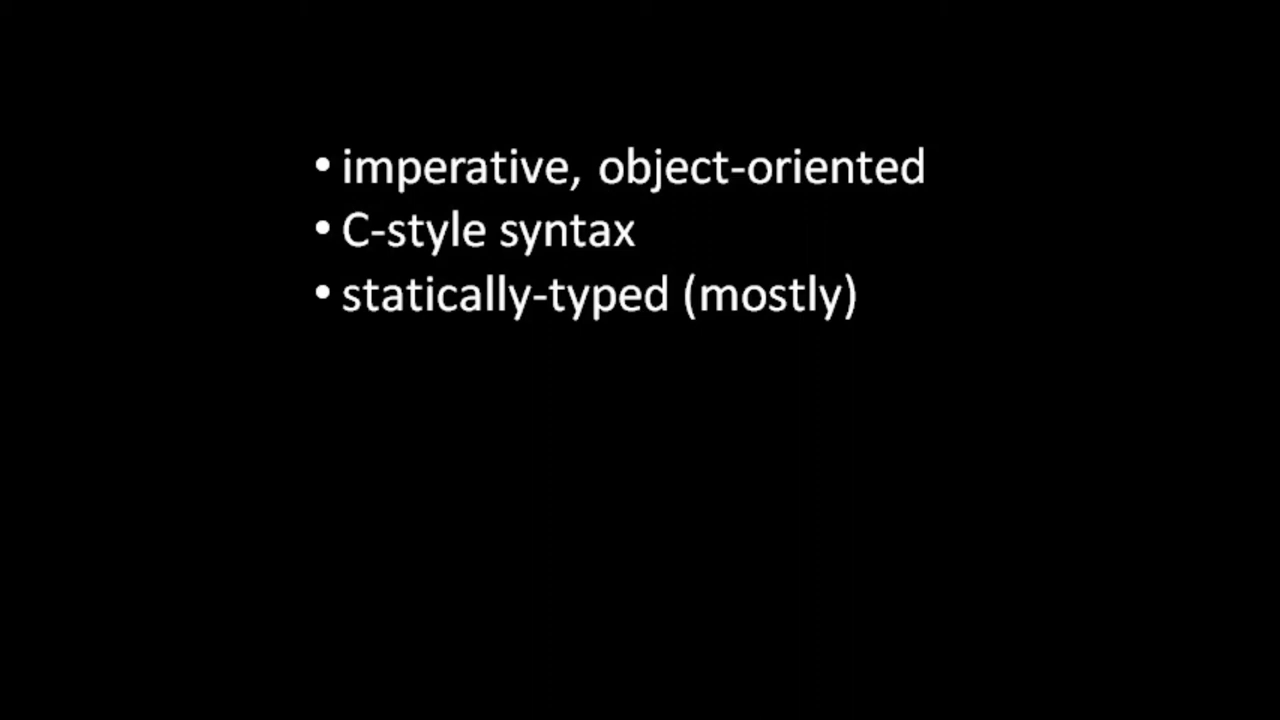 • imperative, object-oriented
• C-style syntax
• statically-typed (mostly)